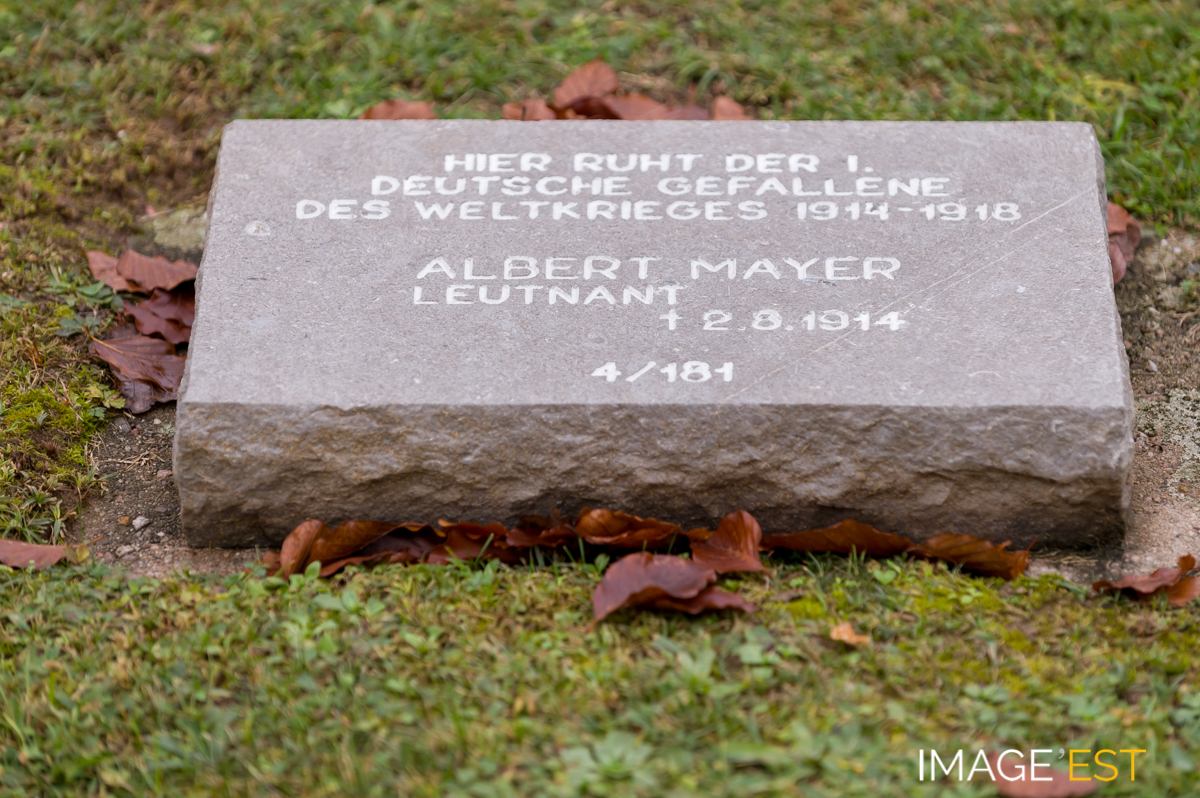 HIER RUHT DER 1.
DEUTSCHE GEFALLENE
DES WELTKRIEGES 1914-1918
ALBERT MAYER
LEUTNANT
† 2.8.1914
4/181
IMAGE'EST